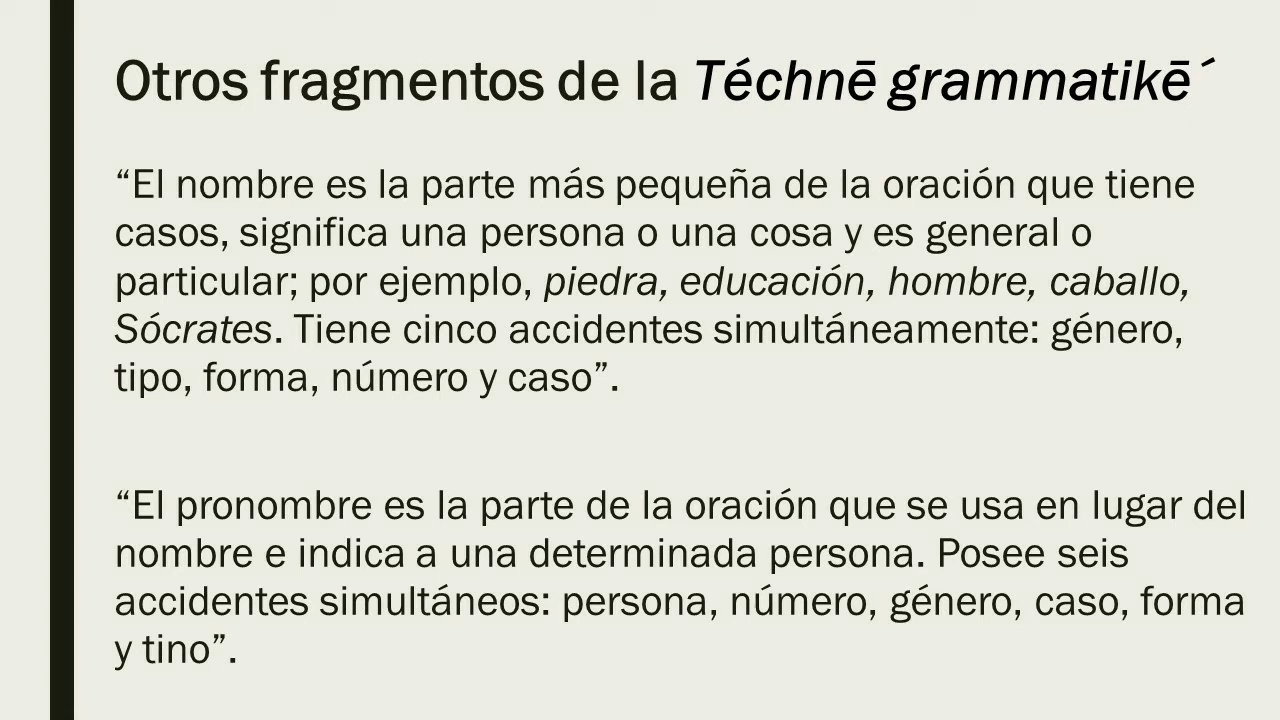 Otros fragmentos de la Téchnē grammatikē´
“El nombre es la parte más pequeña de la oración que tiene
casos, significa una persona o una cosa y es general o
particular; por ejemplo, piedra, educación, hombre, caballo,
Sócrates. Tiene cinco accidentes simultáneamente: género,
tipo, forma, número y caso”.
“El pronombre es la parte de la oración que se usa en lugar del
nombre e indica a una determinada persona. Posee seis
accidentes simultáneos: persona, número, género, caso, forma
y tino”.